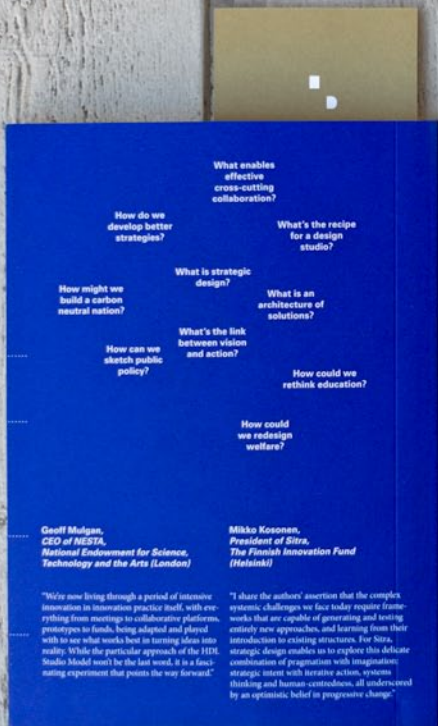 What enables
effective
cross-cutting
collaboration?
How do we
develop better
strategies?
What's the recipe
for a design
studio?
What is strategic
design?
How might we
build a carbon
neutral nation?
What is an
architecture of
solutions?
What's the link
between vision
and action?
How can we
sketch public
policy?
How could we
rethink education?
How could
we redesign
welfare?
Geoff Mulgan,
CEO of NESTA,
National Endowment for Science,
Technology and the Arts (London)
"We're now living through a period of intensive
innovation in innovation practice itself, with eve-
rything from meetings to collaborative platforms,
prototypes to funds, being adapted and played
with to see what works best in turning ideas into
reality. While the particular approach of the HDL
Studio Model won't be the last word, it is a fasci-
nating experiment that points the way forward."
Mikko Kosonen,
President of Sitra,
The Finnish Innovation Fund
(Helsinki)
"I share the authors' assertion that the complex
systemic challenges we face today require frame-
works that are capable of generating and testing
entirely new approaches, and learning from their
introduction to existing structures. For Sitra,
strategic design enables us to explore this delicate
combination of pragmatism with imagination:
strategic intent with iterative action, systems
thinking and human-centredness, all underscored
by an optimistic belief in progressive change."